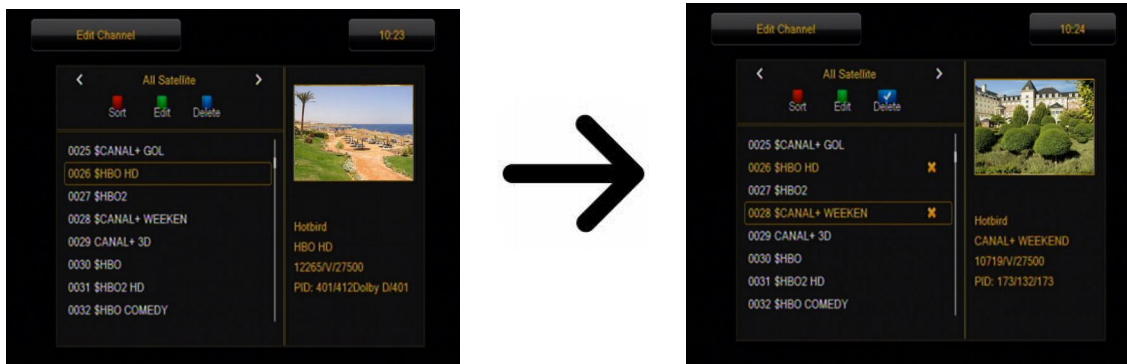 Edit Channel
10:23
All Satellite
Sort Edit Delete
0025 $CANAL+ GOL
0026 $HBO HD
0027 $HBO2
0028 $CANAL+ WEEKEN
0029 CANAL+ 3D
0030 $HBO
0031 $HBO2 HD
0032 $HBO COMEDY
Hotbird
HBO HD
12265/V/27500
PID: 401/412Dolby D/401
Edit Channel
10:24
All Satellite
Sort Edit Delete
0025 $CANAL+ GOL
0026 $HBO HD
0027 $HBO2
0028 $CANAL+ WEEKEN
0029 CANAL+ 3D
0030 $HBO
0031 $HBO2 HD
0032 $HBO COMEDY
Hotbird
CANAL+ WEEKEND
10719/V/27500
PID: 173/132/173